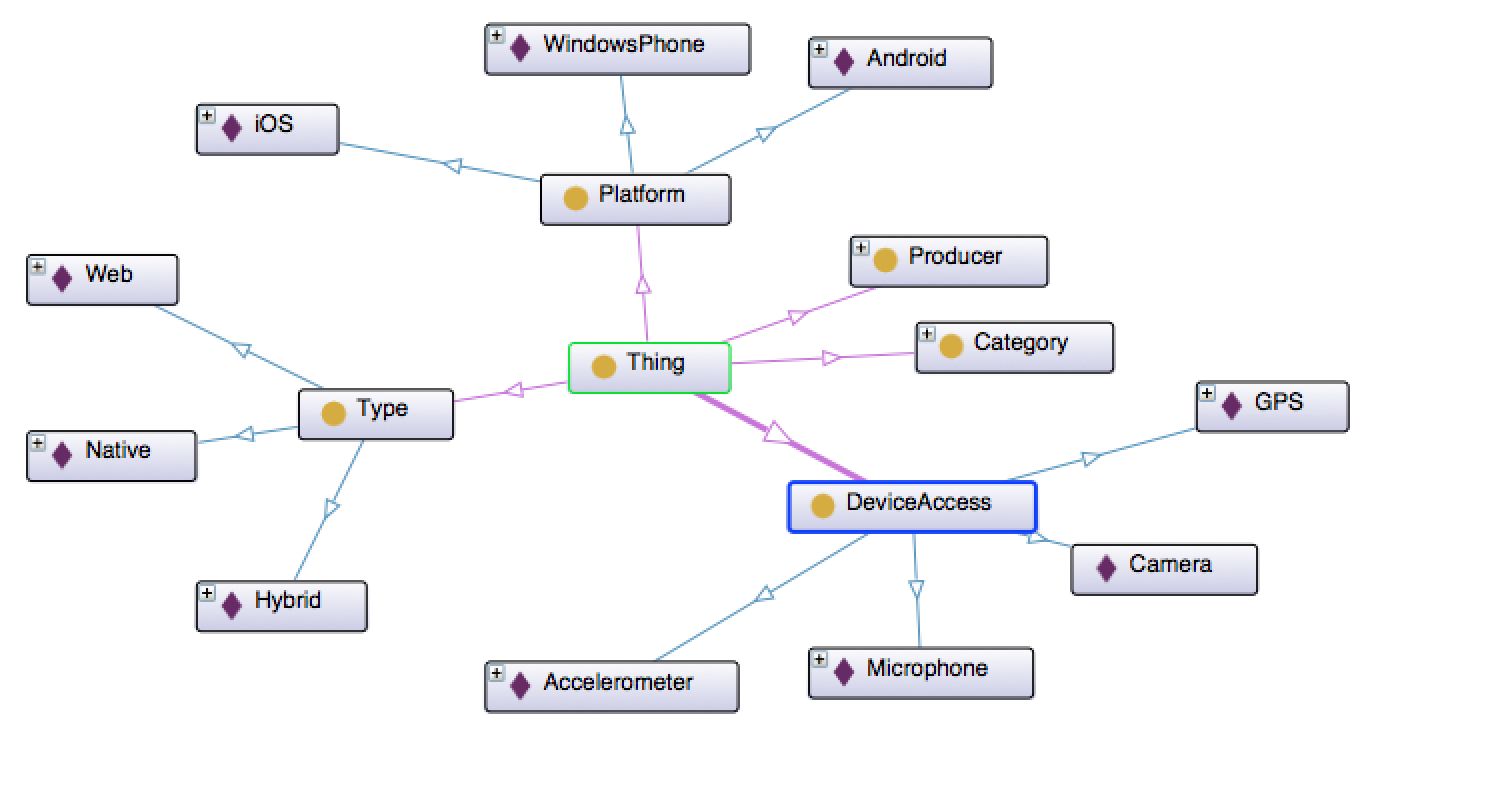 WindowsPhone
Android
iOS
Platform
Producer
Web
Category
Thing
Type
GPS
Native
DeviceAccess
Camera
Hybrid
Microphone
Accelerometer